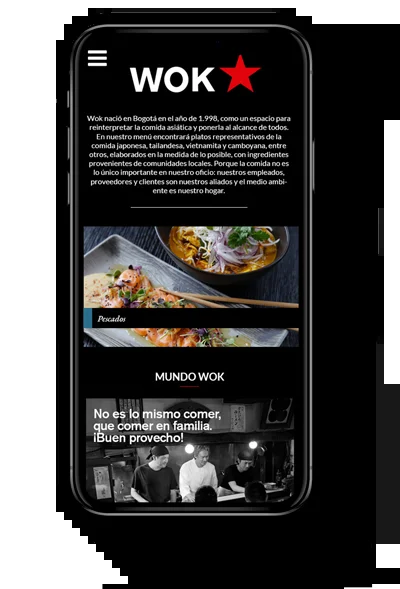 WOK
Wok nació en Bogotá en el año de 1.998, como un espacio para
reinterpretar la comida asiática y ponerla al alcance de todos.
En nuestro menú encontrará platos representativos de la
comida japonesa, tailandesa, vietnamita y camboyana, entre
otros, elaborados en la medida de lo posible, con ingredientes
provenientes de comunidades locales. Porque la comida no es
lo único importante en nuestro oficio: nuestros empleados,
proveedores y clientes son nuestros aliados y el medio ambi-
ente es nuestro hogar.
Pescados
MUNDO WOK
No es lo mismo comer,
que comer en familia.
¡Buen provecho!